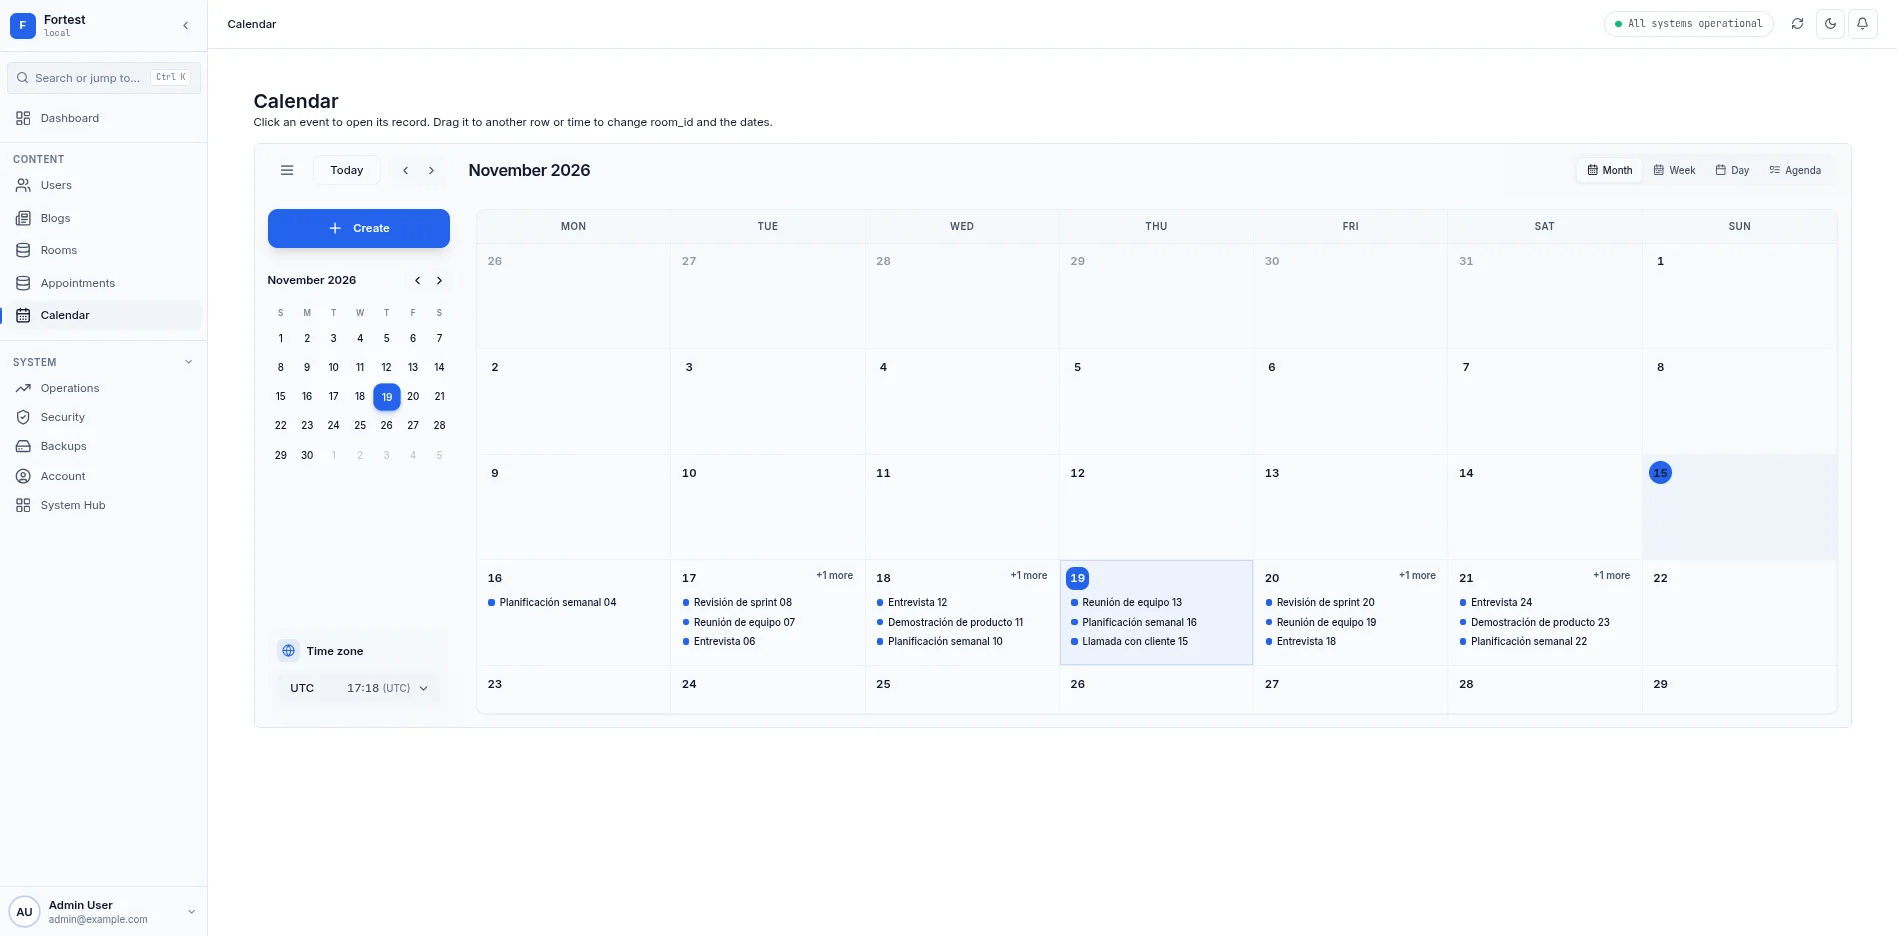 F
Fortest
local
Search or jump to... Ctrl K
Dashboard
CONTENT
Users
Blogs
Rooms
Appointments
Calendar
SYSTEM
Operations
Security
Backups
Account
System Hub
AU
Admin User
admin@example.com
Calendar
All systems operational
Calendar
Click an event to open its record. Drag it to another row or time to change room_id and the dates.
Today
November 2026
Month Week Day Agenda
Create
November 2026
S M T W T F S
1 2 3 4 5 6 7
8 9 10 11 12 13 14
15 16 17 18 19 20 21
22 23 24 25 26 27 28
29 30 1 2 3 4 5
Time zone
UTC 17:18 (UTC)
MON TUE WED THU FRI SAT SUN
26 27 28 29 30 31 1
2 3 4 5 6 7 8
9 10 11 12 13 14 15
16
Planificación semanal 04
17 +1 more
Revisión de sprint 08
Reunión de equipo 07
Entrevista 06
18 +1 more
Entrevista 12
Demostración de producto 11
Planificación semanal 10
19
Reunión de equipo 13
Planificación semanal 16
Llamada con cliente 15
20 +1 more
Revisión de sprint 20
Reunión de equipo 19
Entrevista 18
21 +1 more
Entrevista 24
Demostración de producto 23
Planificación semanal 22
22
23 24 25 26 27 28 29